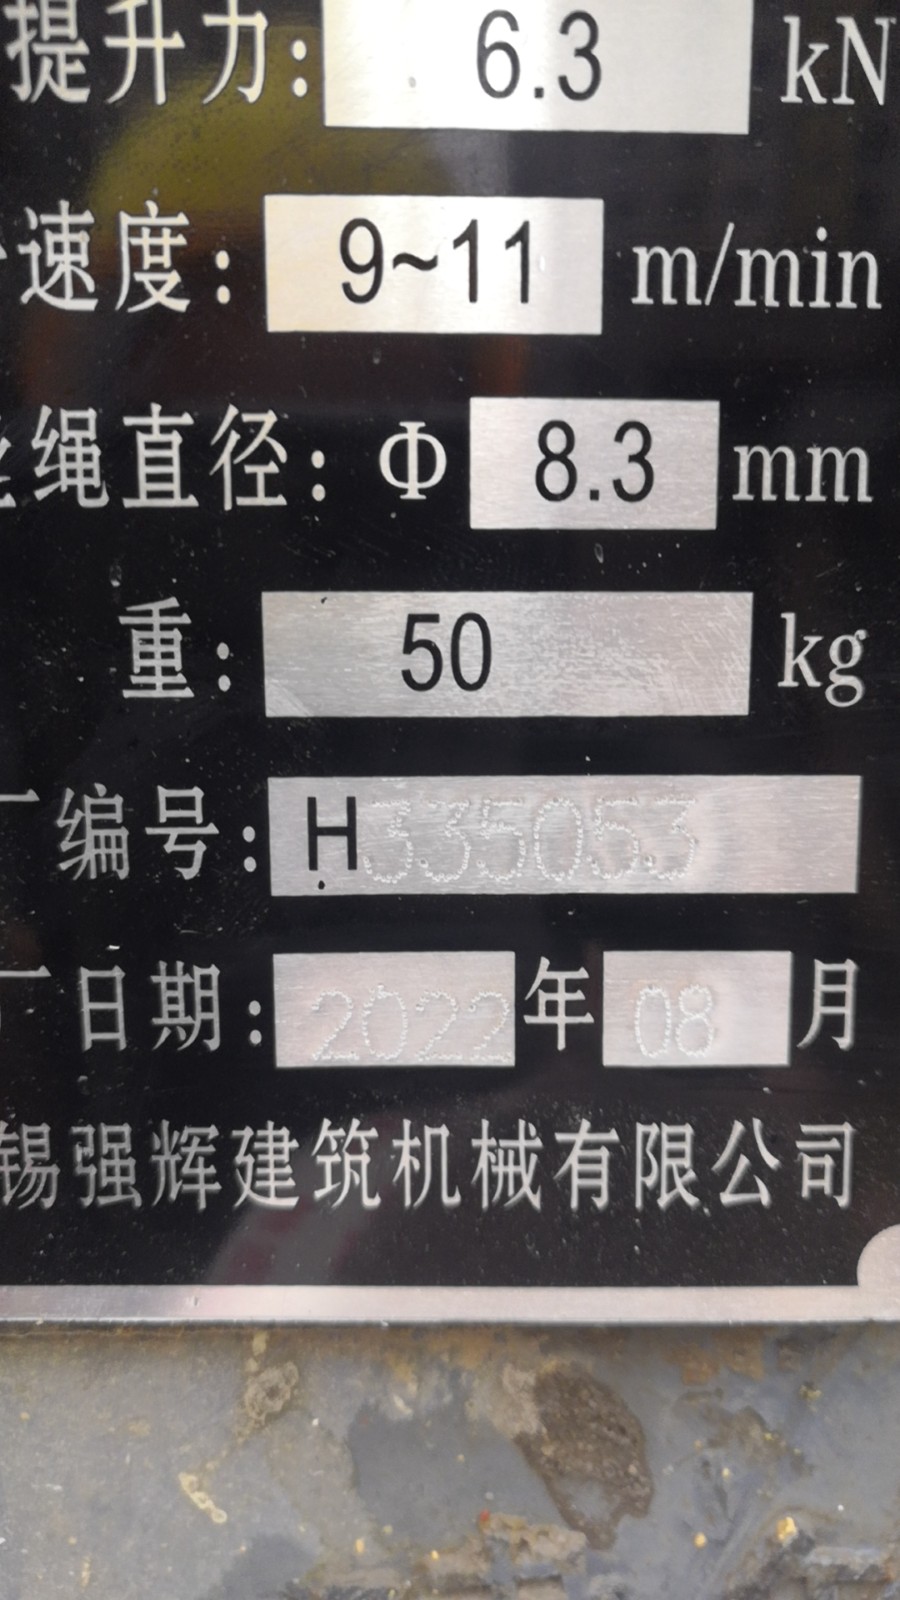 提升力: 6.3 kN
速度: 9~11 m/min
绳直径: Φ 8.3 mm
重: 50 kg
编号: H335053
日期: 2022 年 08 月
锡强辉建筑机械有限公司